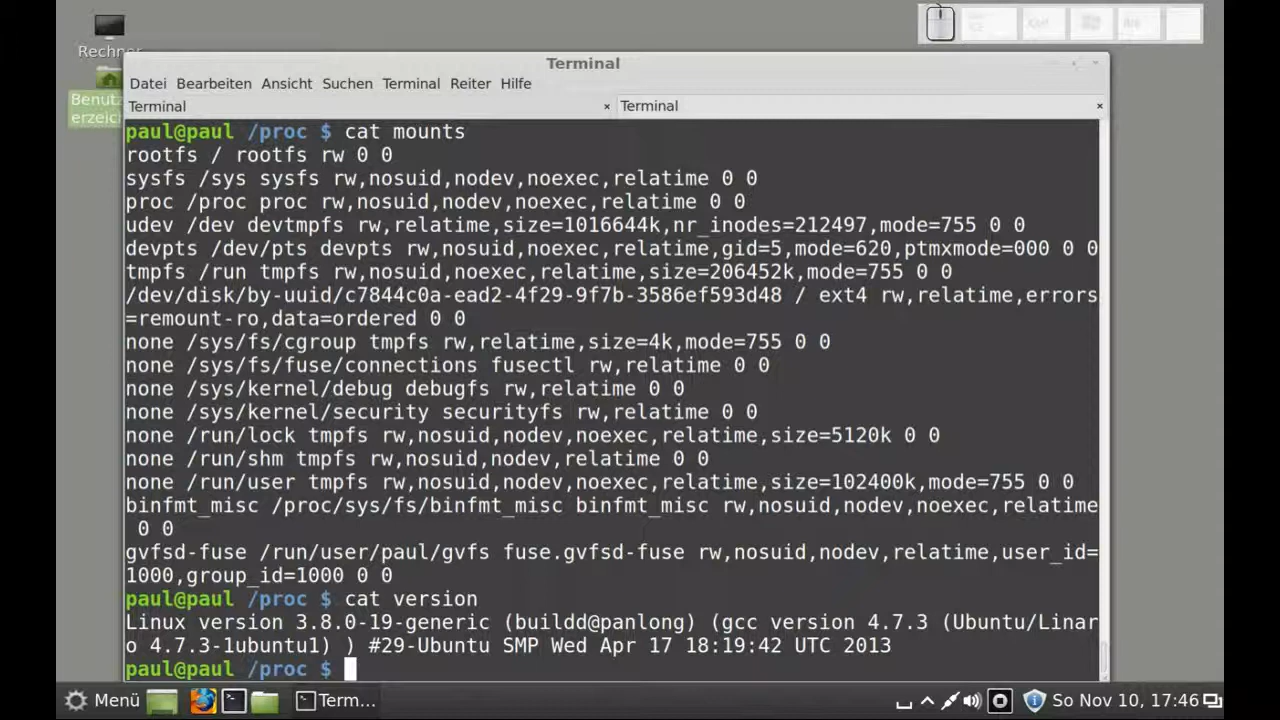 Rechner
Terminal
Datei Bearbeiten Ansicht Suchen Terminal Reiter Hilfe
Terminal × Terminal ×
paul@paul /proc $ cat mounts
rootfs / rootfs rw 0 0
sysfs /sys sysfs rw,nosuid,nodev,noexec,relatime 0 0
proc /proc proc rw,nosuid,nodev,noexec,relatime 0 0
udev /dev devtmpfs rw,relatime,size=1016644k,nr_inodes=212497,mode=755 0 0
devpts /dev/pts devpts rw,nosuid,noexec,relatime,gid=5,mode=620,ptmxmode=000 0 0
tmpfs /run tmpfs rw,nosuid,noexec,relatime,size=206452k,mode=755 0 0
/dev/disk/by-uuid/c7844c0a-ead2-4f29-9f7b-3586ef593d48 / ext4 rw,relatime,errors
=remount-ro,data=ordered 0 0
none /sys/fs/cgroup tmpfs rw,relatime,size=4k,mode=755 0 0
none /sys/fs/fuse/connections fusectl rw,relatime 0 0
none /sys/kernel/debug debugfs rw,relatime 0 0
none /sys/kernel/security securityfs rw,relatime 0 0
none /run/lock tmpfs rw,nosuid,nodev,noexec,relatime,size=5120k 0 0
none /run/shm tmpfs rw,nosuid,nodev,relatime 0 0
none /run/user tmpfs rw,nosuid,nodev,noexec,relatime,size=102400k,mode=755 0 0
binfmt_misc /proc/sys/fs/binfmt_misc binfmt_misc rw,nosuid,nodev,noexec,relatime
0 0
gvfsd-fuse /run/user/paul/gvfs fuse.gvfsd-fuse rw,nosuid,nodev,relatime,user_id=
1000,group_id=1000 0 0
paul@paul /proc $ cat version
Linux version 3.8.0-19-generic (buildd@panlong) (gcc version 4.7.3 (Ubuntu/Linar
o 4.7.3-1ubuntu1) ) #29-Ubuntu SMP Wed Apr 17 18:19:42 UTC 2013
paul@paul /proc $
Menü Term... So Nov 10, 17:46